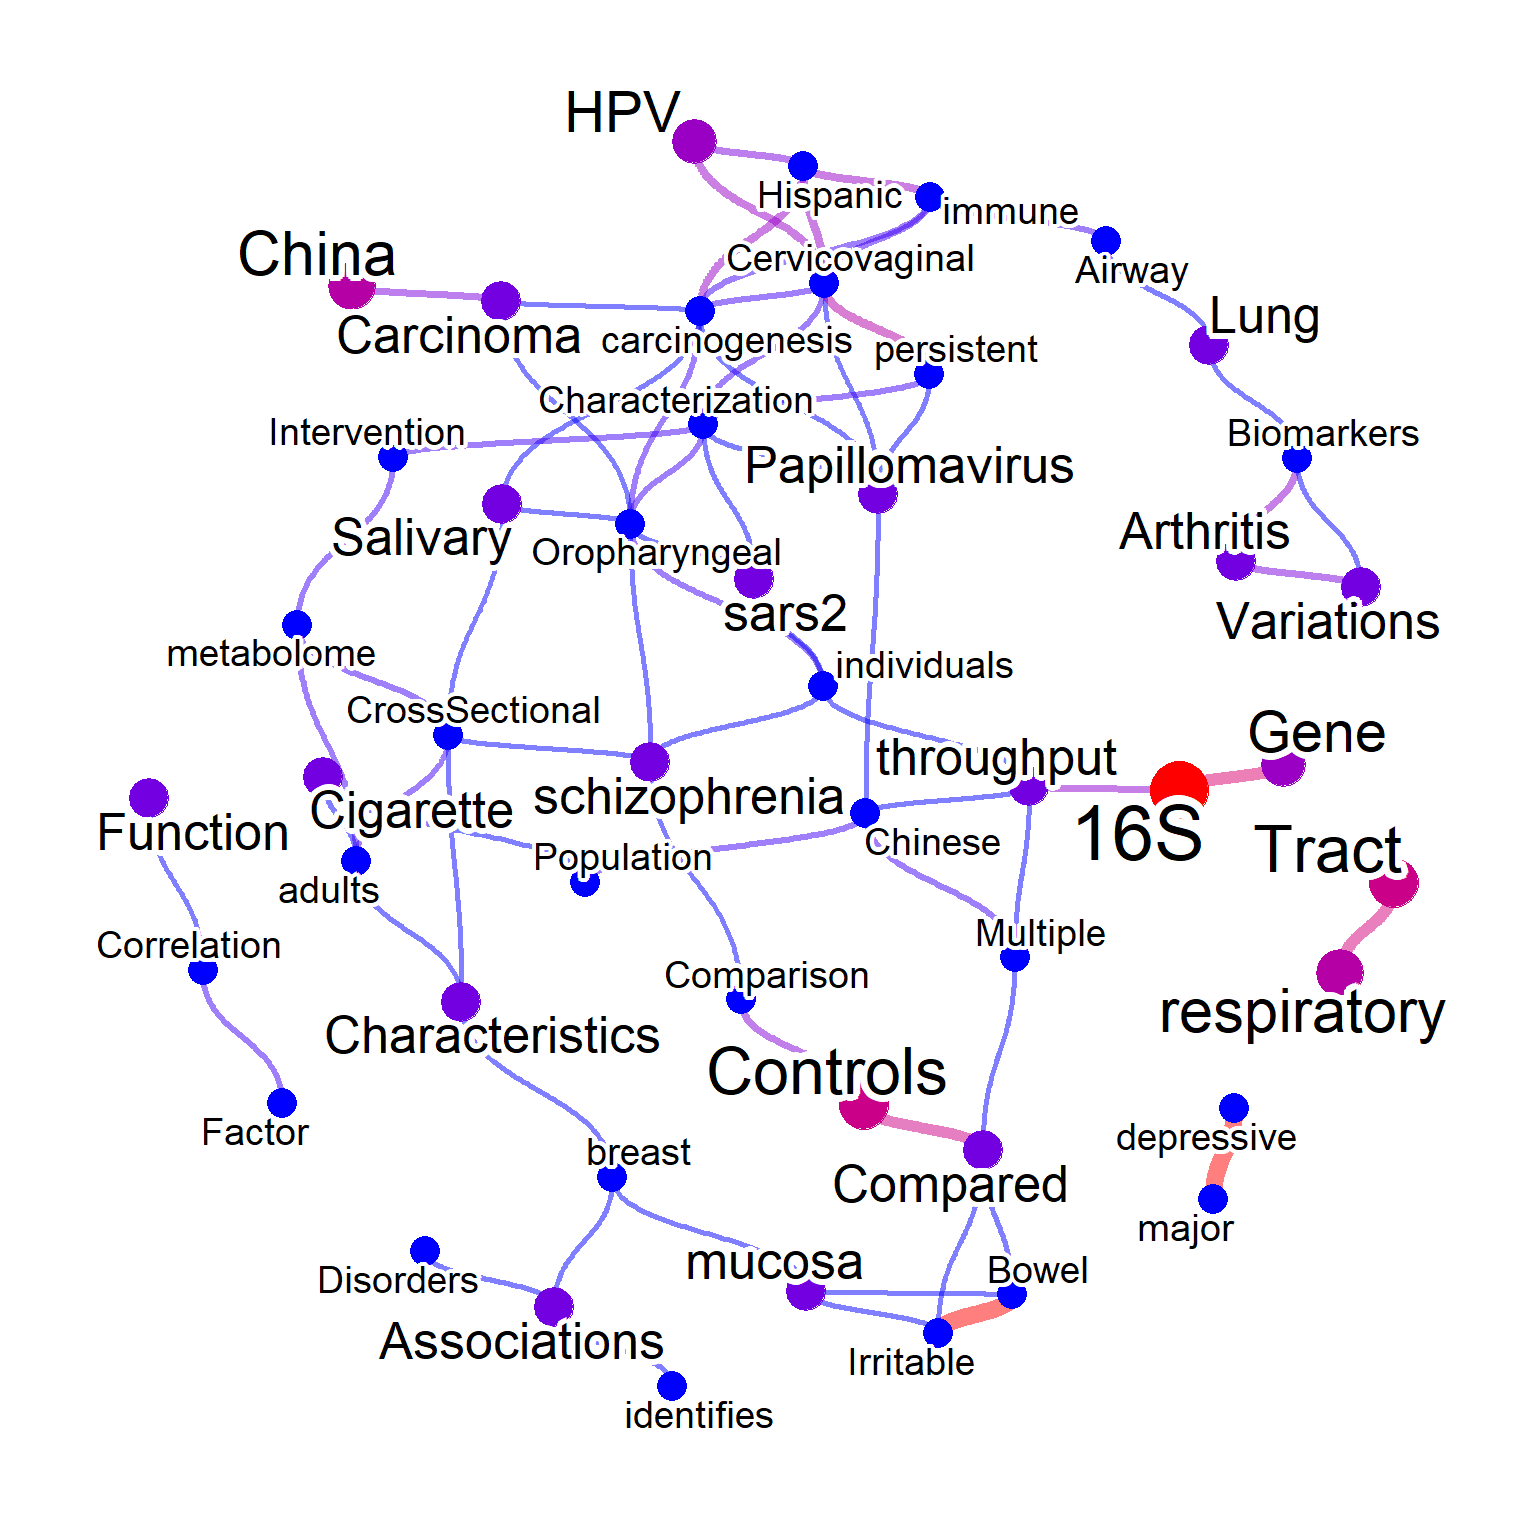 HPV
Hispanic
immune
China
Cervicovaginal
Airway
Carcinoma
carcinogenesis
persistent
Lung
Characterization
Intervention
Biomarkers
Papillomavirus
Salivary
Oropharyngeal
Arthritis
sars2
Variations
metabolome
individuals
CrossSectional
throughput
Gene
Function
Cigarette
schizophrenia
16S
Chinese
Tract
Population
adults
Correlation
Multiple
Comparison
respiratory
Characteristics
Controls
Factor
depressive
breast
Compared
major
mucosa
Bowel
Disorders
Associations
Irritable
identifies